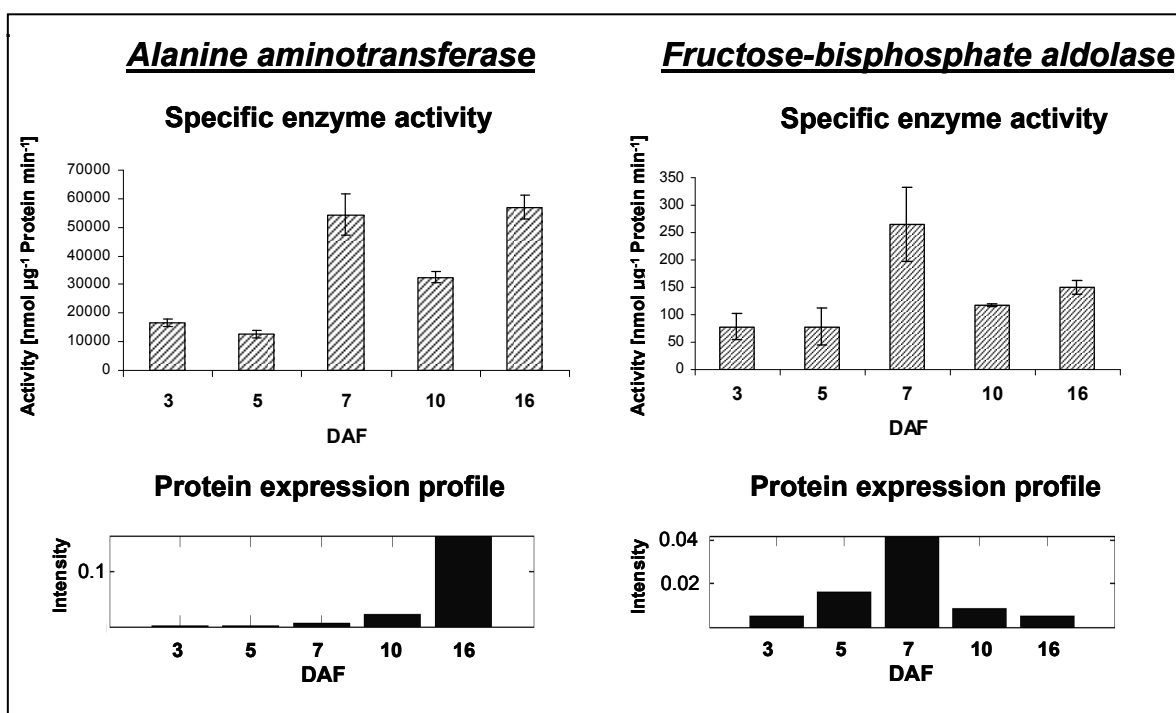 Alanine aminotransferase
Specific enzyme activity
Activity [nmol µg⁻¹ Protein min⁻¹]
70000
60000
50000
40000
30000
20000
10000
0
3 5 7 10 16
DAF
Protein expression profile
Intensity
0.1
3 5 7 10 16
DAF
Fructose-bisphosphate aldolase
Specific enzyme activity
Activity [nmol µg⁻¹ Protein min⁻¹]
350
300
250
200
150
100
50
0
3 5 7 10 16
DAF
Protein expression profile
Intensity
0.04
0.02
3 5 7 10 16
DAF